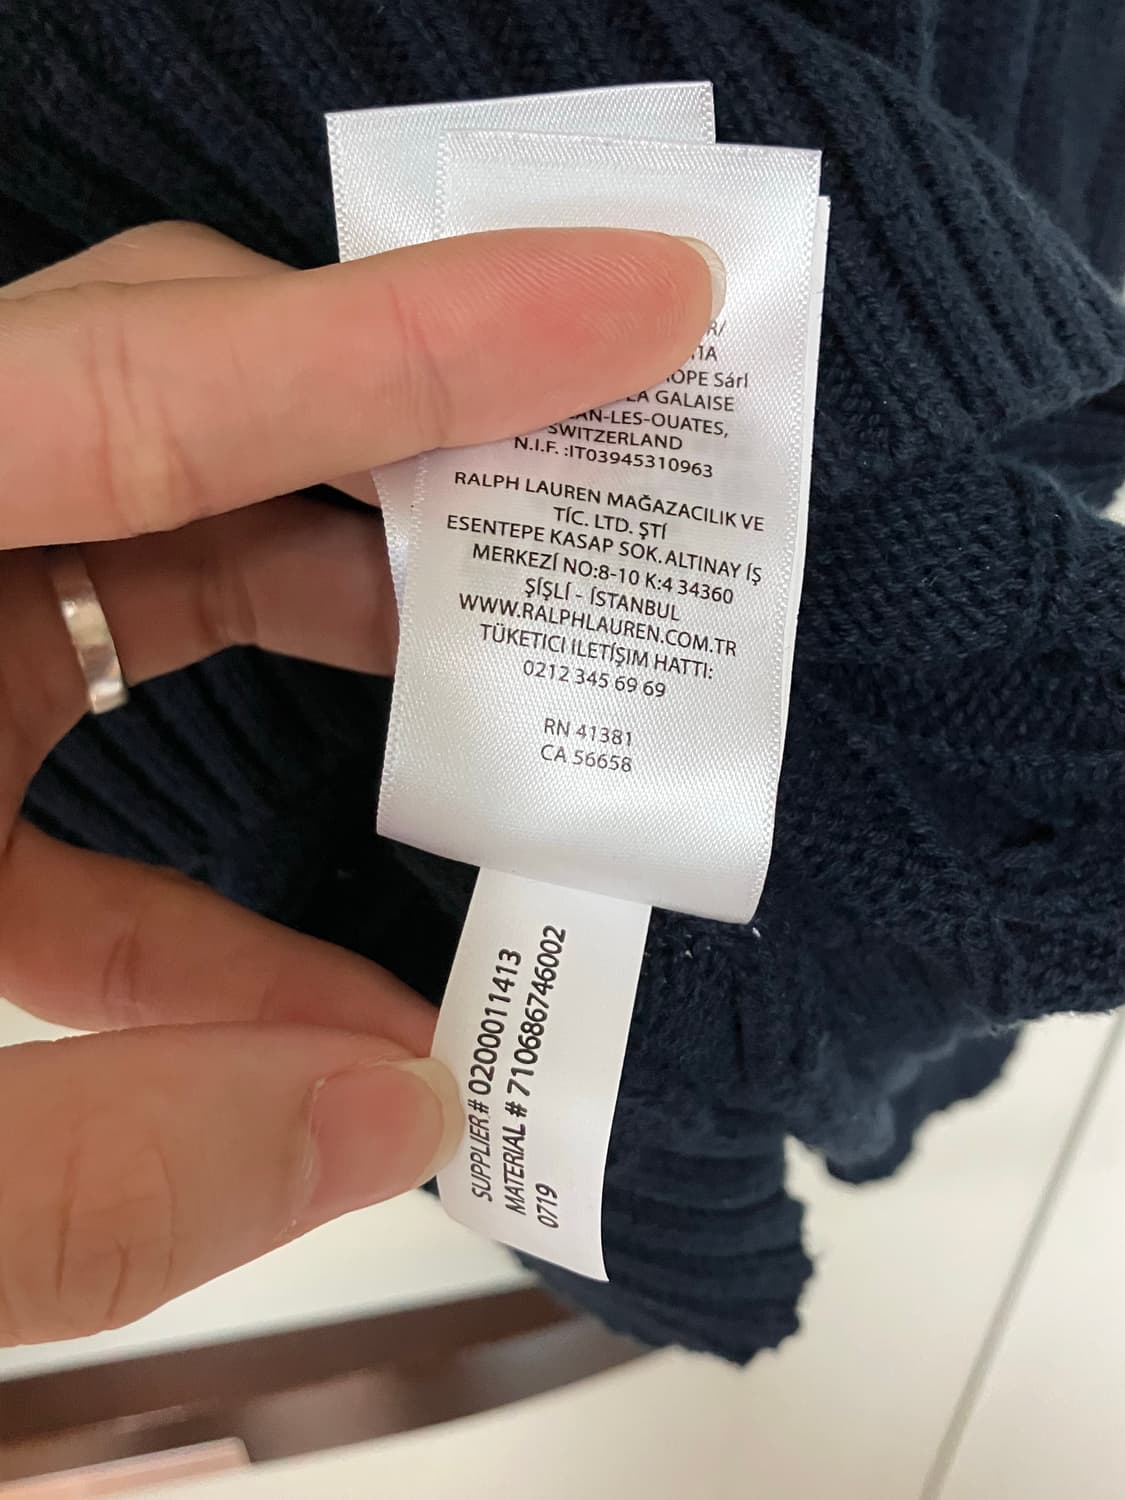 SWITZERLAND
N.I.F. :IT03945310963
RALPH LAUREN MAĞAZACILIK VE
TİC. LTD. ŞTİ
ESENTEPE KASAP SOK. ALTINAY İŞ
MERKEZİ NO:8-10 K:4 34360
ŞİŞLİ - İSTANBUL
WWW.RALPHLAUREN.COM.TR
TÜKETICI ILETİŞIM HATTI:
0212 345 69 69
RN 41381
CA 56658
SUPPLIER# 0200011413
MATERIAL # 710686746002
0719